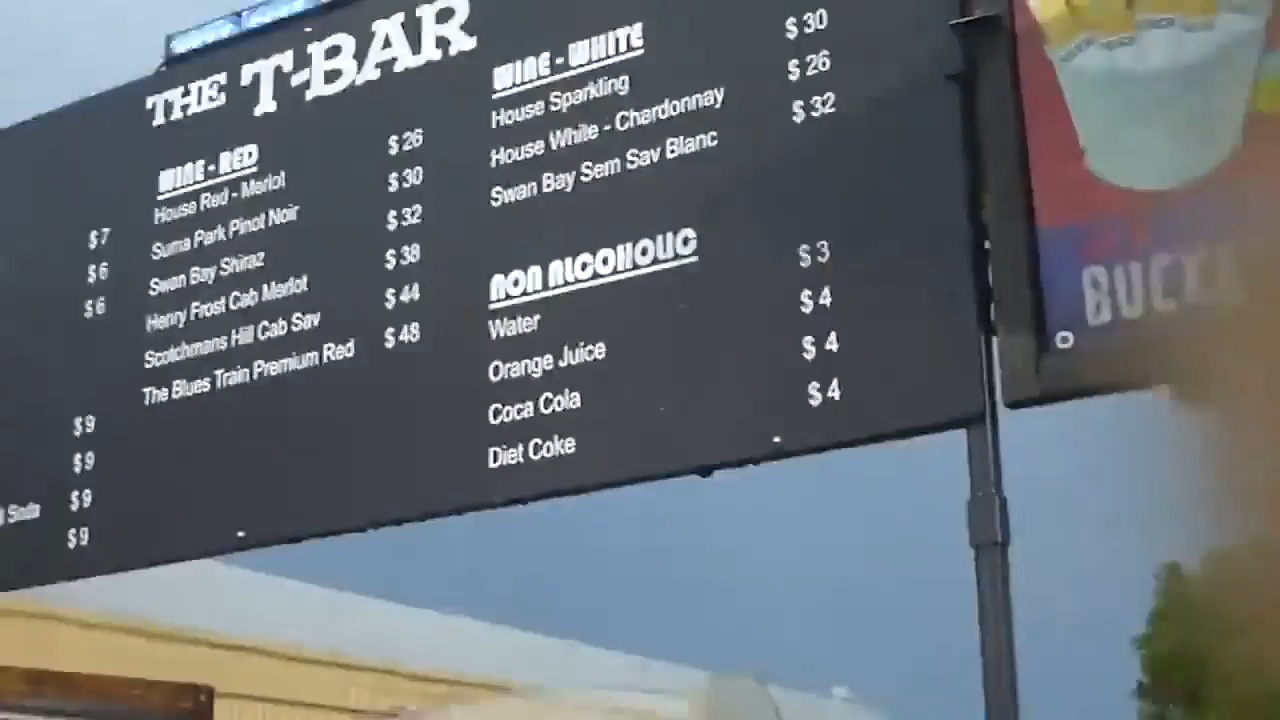 THE T-BAR
$7
$6
$6
$9
$9
Soda $9
$9
WINE - RED
House Red - Merlot $26
Suma Park Pinot Noir $30
Swan Bay Shiraz $32
Henry Frost Cab Merlot $38
Scotchmans Hill Cab Sav $44
The Blues Train Premium Red $48
WINE - WHITE
House Sparkling $30
House White - Chardonnay $26
Swan Bay Sem Sav Blanc $32
NON ALCOHOLIC
Water $3
Orange Juice $4
Coca Cola $4
Diet Coke $4